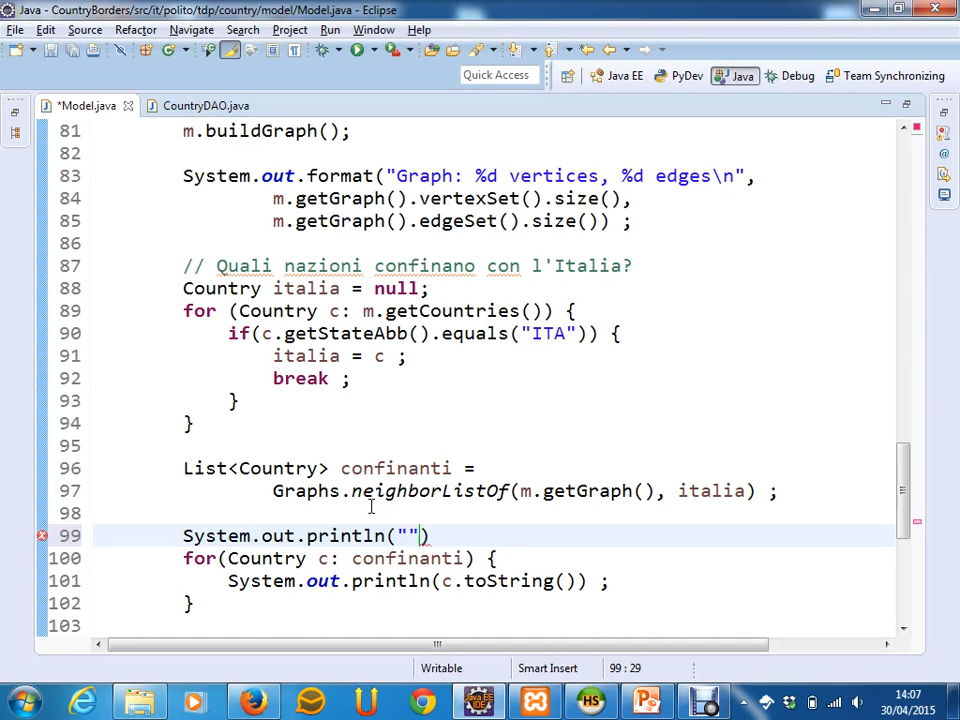 Java - CountryBorders/src/it/polito/tdp/country/model/Model.java - Eclipse
File Edit Source Refactor Navigate Search Project Run Window Help
Quick Access Java EE PyDev Java Debug Team Synchronizing
*Model.java CountryDAO.java
81 m.buildGraph();
82
83 System.out.format("Graph: %d vertices, %d edges\n",
84 m.getGraph().vertexSet().size(),
85 m.getGraph().edgeSet().size()) ;
86
87 // Quali nazioni confinano con l'Italia?
88 Country italia = null;
89 for (Country c: m.getCountries()) {
90 if(c.getStateAbb().equals("ITA")) {
91 italia = c ;
92 break ;
93 }
94 }
95
96 List<Country> confinanti =
97 Graphs.neighborListOf(m.getGraph(), italia) ;
98
99 System.out.println("")
100 for(Country c: confinanti) {
101 System.out.println(c.toString()) ;
102 }
103
Writable Smart Insert 99 : 29
14:07
30/04/2015